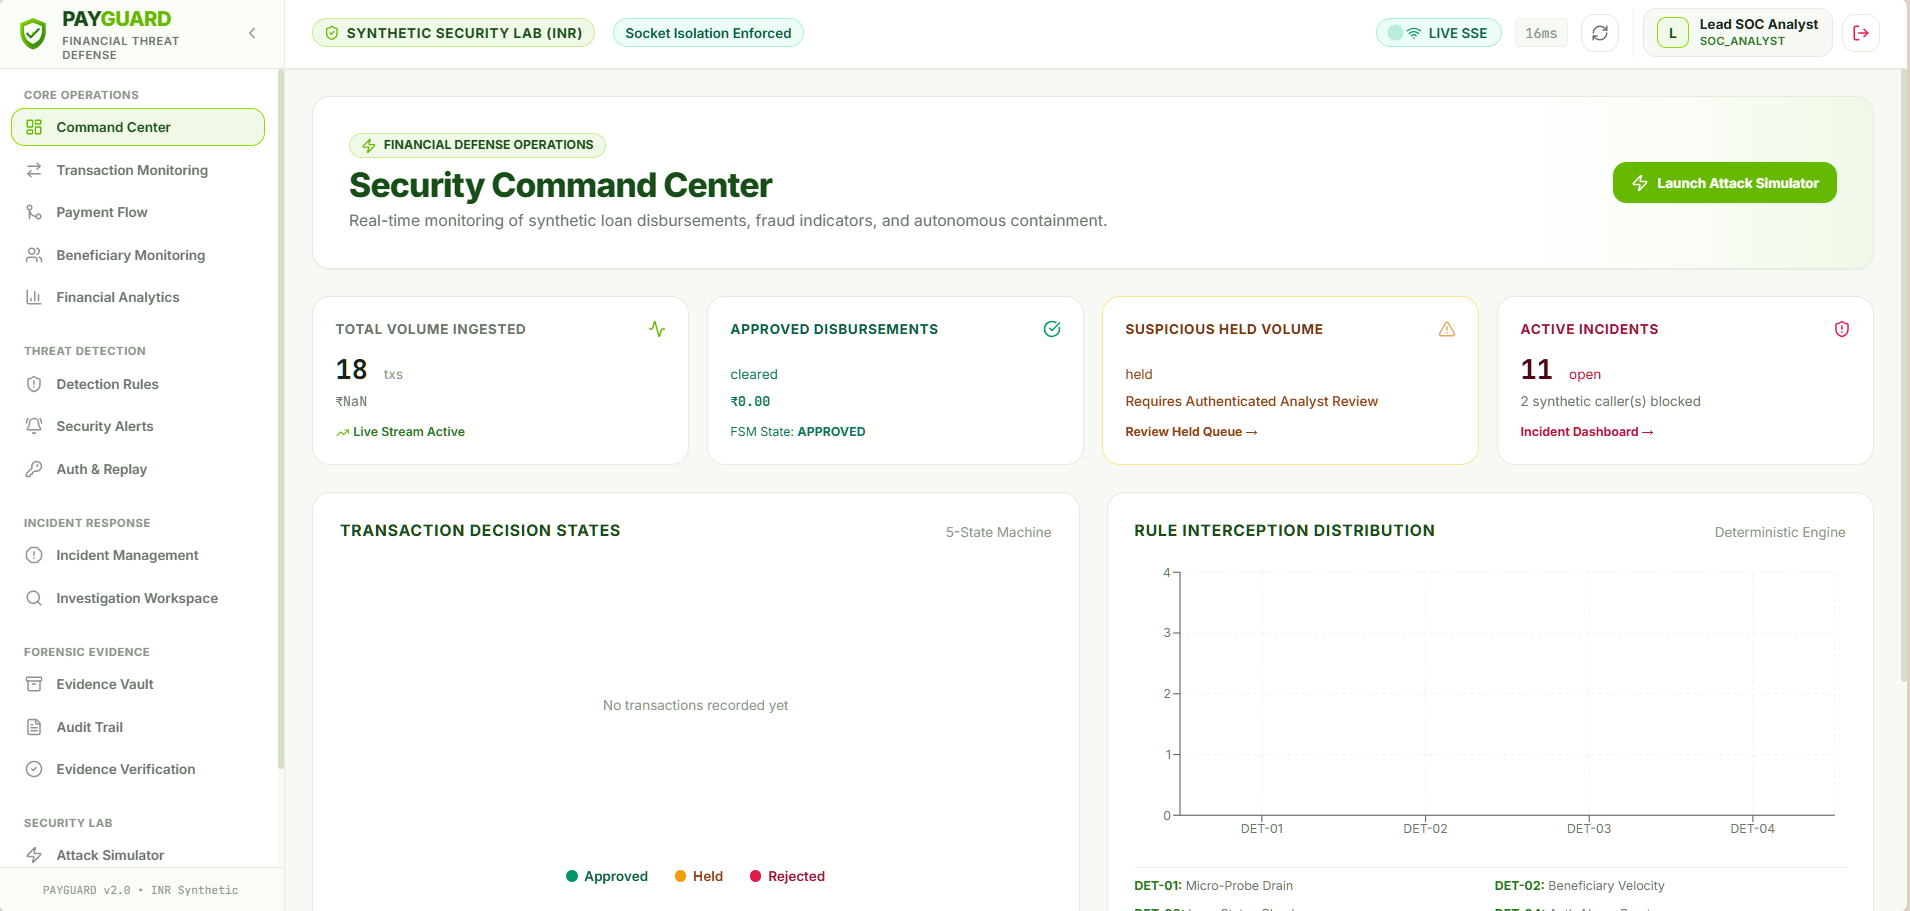 PAYGUARD
FINANCIAL THREAT
DEFENSE
SYNTHETIC SECURITY LAB (INR)
Socket Isolation Enforced
LIVE SSE
16ms
L
Lead SOC Analyst
SOC_ANALYST
CORE OPERATIONS
Command Center
Transaction Monitoring
Payment Flow
Beneficiary Monitoring
Financial Analytics
THREAT DETECTION
Detection Rules
Security Alerts
Auth & Replay
INCIDENT RESPONSE
Incident Management
Investigation Workspace
FORENSIC EVIDENCE
Evidence Vault
Audit Trail
Evidence Verification
SECURITY LAB
Attack Simulator
PAYGUARD v2.0 • INR Synthetic
FINANCIAL DEFENSE OPERATIONS
Security Command Center
Real-time monitoring of synthetic loan disbursements, fraud indicators, and autonomous containment.
Launch Attack Simulator
TOTAL VOLUME INGESTED
18 txs
₹NaN
Live Stream Active
APPROVED DISBURSEMENTS
cleared
₹0.00
FSM State: APPROVED
SUSPICIOUS HELD VOLUME
held
Requires Authenticated Analyst Review
Review Held Queue →
ACTIVE INCIDENTS
11 open
2 synthetic caller(s) blocked
Incident Dashboard →
TRANSACTION DECISION STATES
5-State Machine
No transactions recorded yet
Approved
Held
Rejected
RULE INTERCEPTION DISTRIBUTION
Deterministic Engine
4
3
2
1
0
DET-01
DET-02
DET-03
DET-04
DET-01: Micro-Probe Drain
DET-02: Beneficiary Velocity